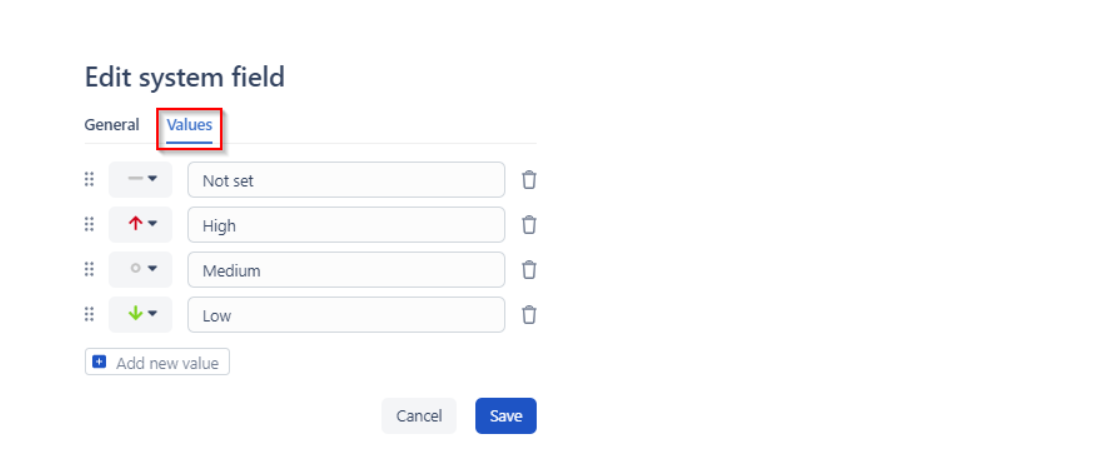 Edit system field
General Values
Not set
High
Medium
Low
Add new value
Cancel Save